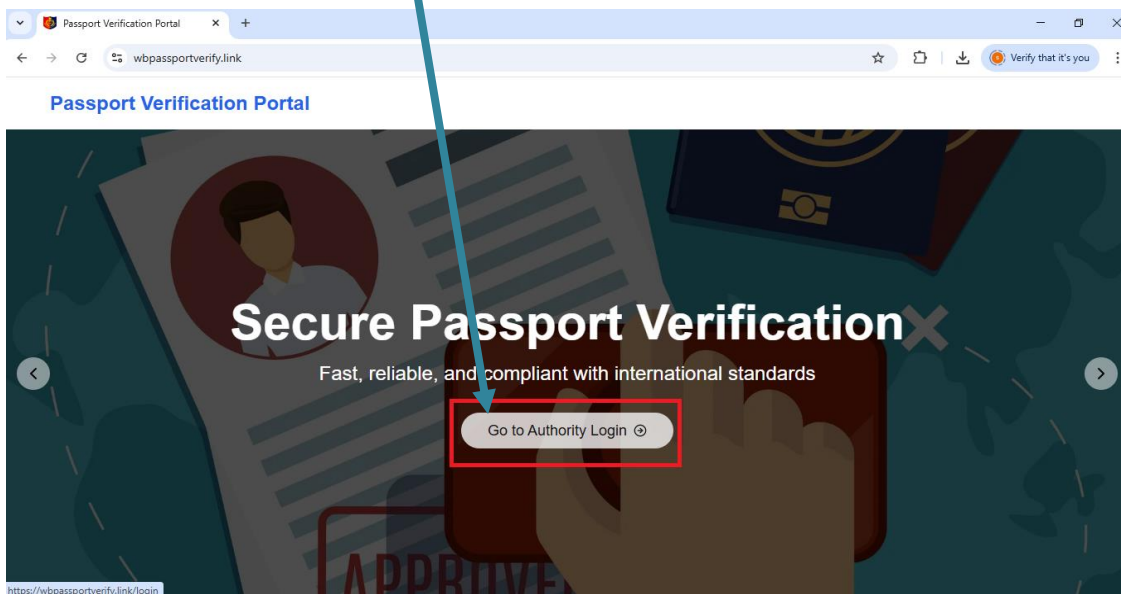 Passport Verification Portal
wbpassportverify.link
Verify that it's you
Passport Verification Portal
Secure Passport Verification
Fast, reliable, and compliant with international standards
Go to Authority Login
APPROVE
https://wbpassportverify.link/login